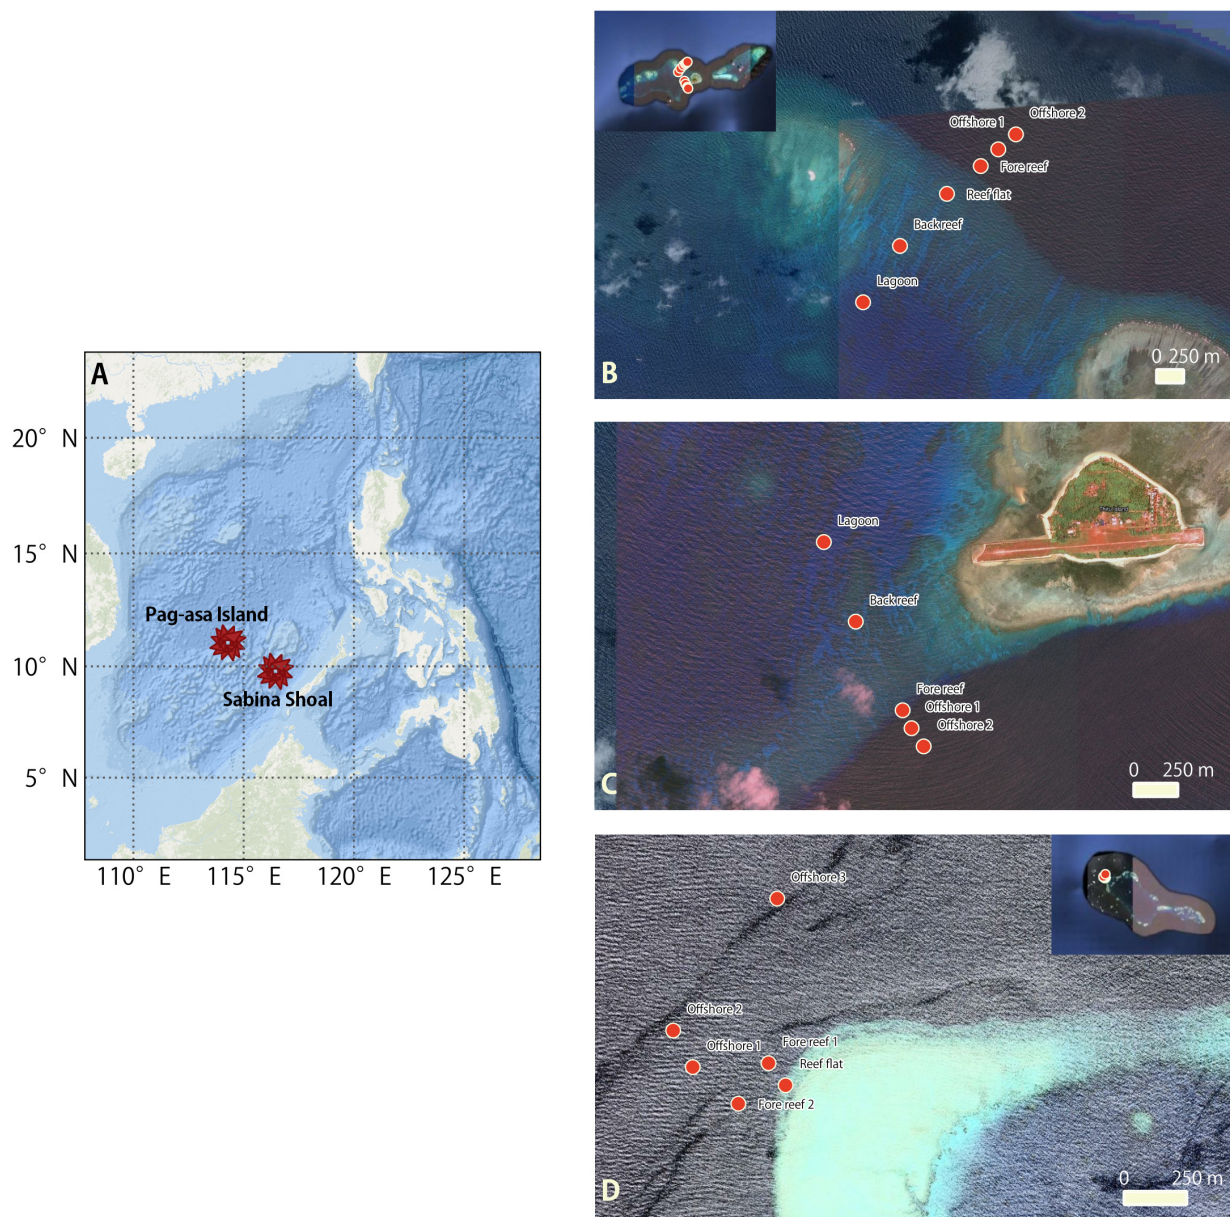 A
20° N
15° N
10° N
5° N
110° E
115° E
120° E
125° E
Pag-asa Island
Sabina Shoal
Offshore 2
Offshore 1
Fore reef
Reef flat
Back reef
Lagoon
B
0 250 m
Lagoon
Back reef
Fore reef
Offshore 1
Offshore 2
C
0 250 m
Offshore 3
Offshore 2
Offshore 1
Fore reef 1
Reef flat
Fore reef 2
D
0 250 m